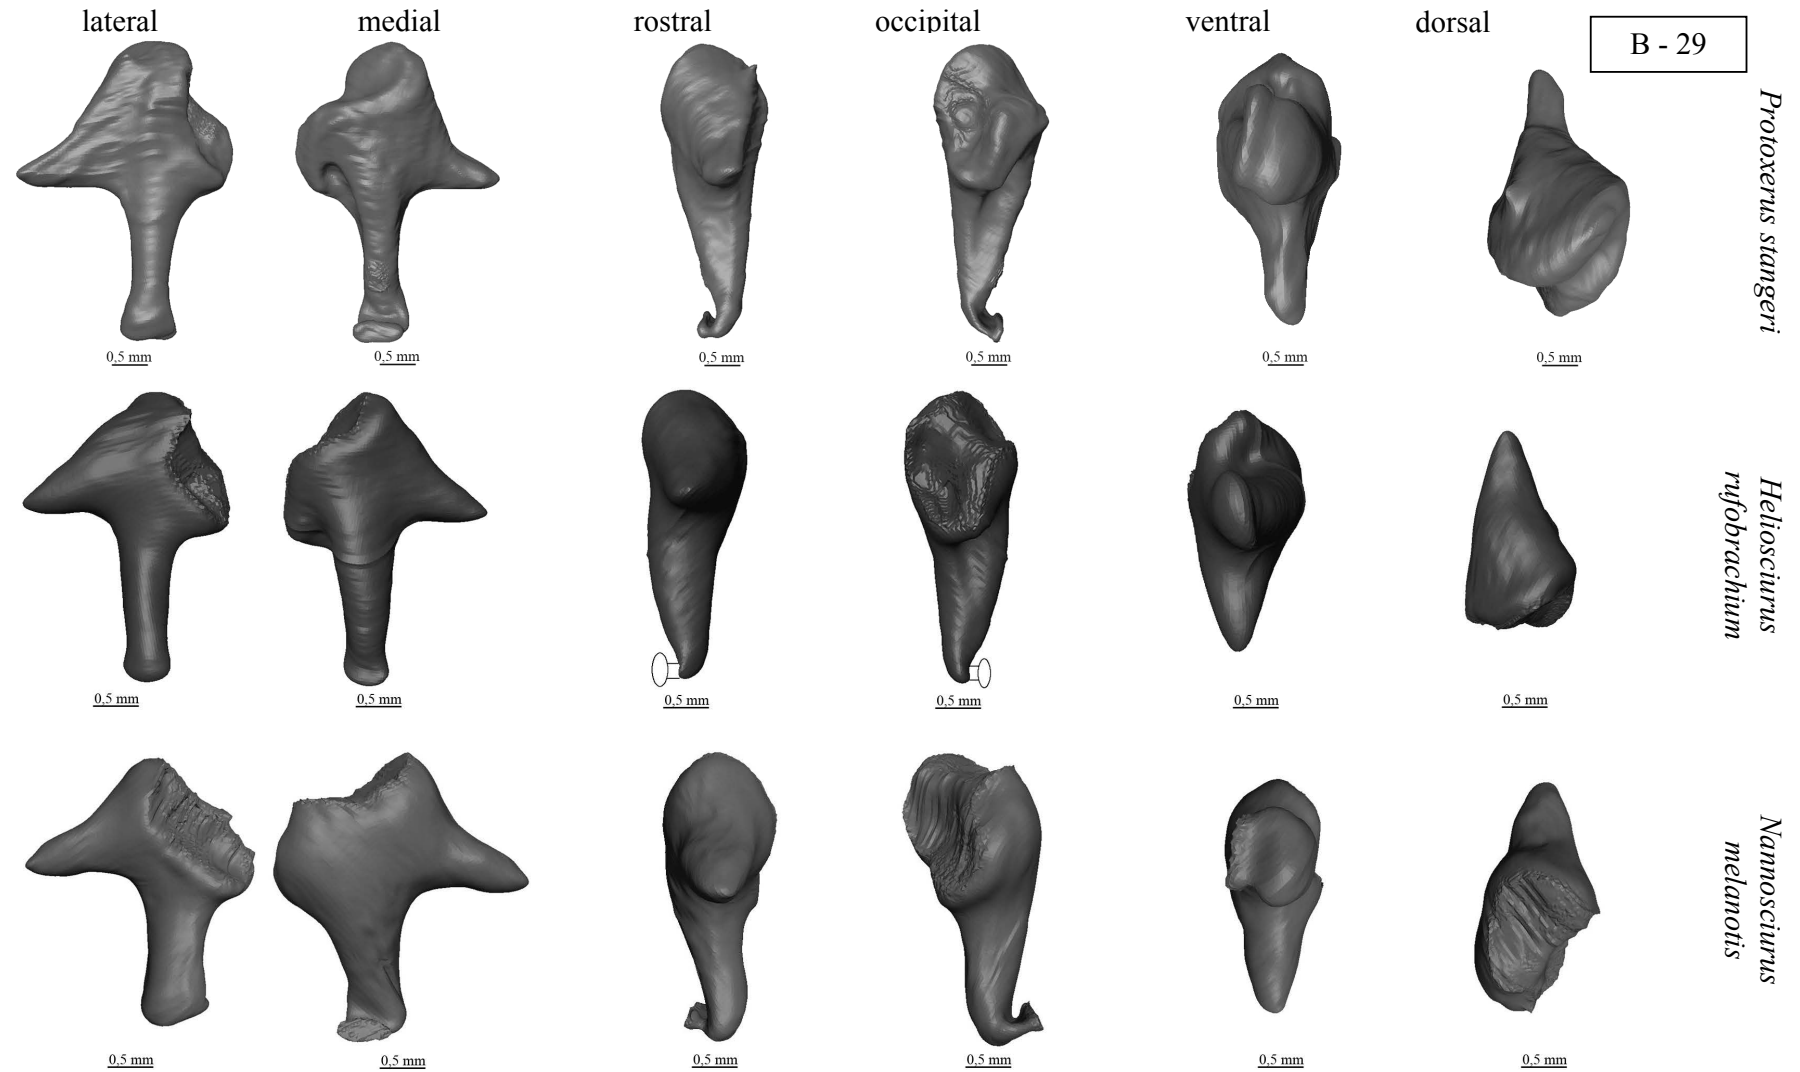 lateral medial rostral occipital ventral dorsal
B - 29
Protoxerus stangeri
0,5 mm 0,5 mm 0,5 mm 0,5 mm 0,5 mm 0,5 mm
Heliosciurus
rufobrachium
0,5 mm 0,5 mm 0,5 mm 0,5 mm 0,5 mm 0,5 mm
Nannosciurus
melanotis
0,5 mm 0,5 mm 0,5 mm 0,5 mm 0,5 mm 0,5 mm